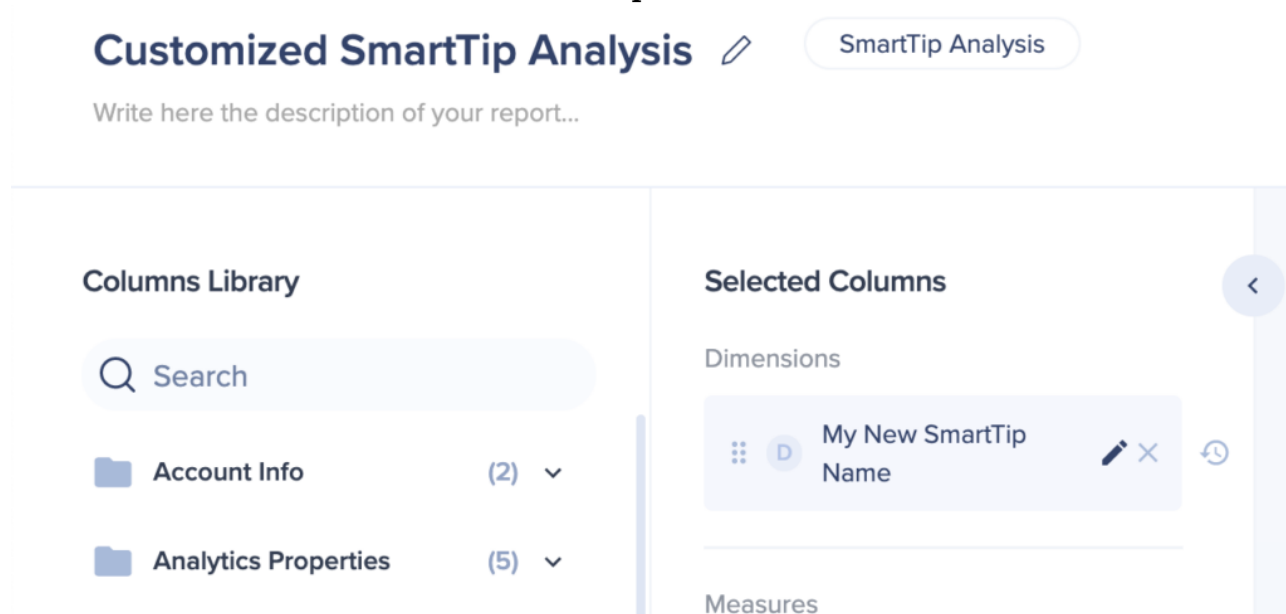 Customized SmartTip Analysis
SmartTip Analysis
Write here the description of your report...
Columns Library
Search
Account Info (2)
Analytics Properties (5)
Selected Columns
Dimensions
D
My New SmartTip
Name
Measures